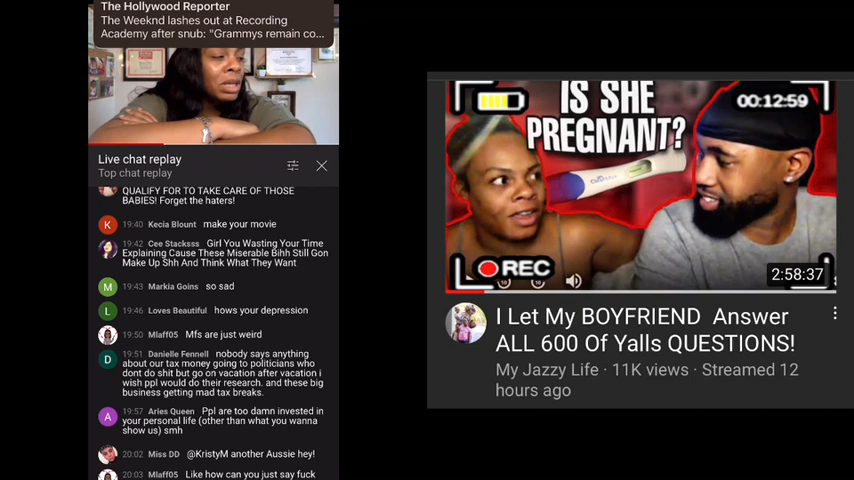 The Hollywood Reporter
The Weeknd lashes out at Recording
Academy after snub: "Grammys remain co...
Live chat replay
Top chat replay
QUALIFY FOR TO TAKE CARE OF THOSE
BABIES! Forget the haters!
K 19:40 Kecia Blount make your movie
19:42 Cee Stacksss Girl You Wasting Your Time
Explaining Cause These Miserable Bihh Still Gon
Make Up Shh And Think What They Want
M 19:43 Markia Goins so sad
L 19:46 Loves Beautiful hows your depression
19:50 Mlaff05 Mfs are just weird
D 19:51 Danielle Fennell nobody says anything
about our tax money going to politicians who
dont do shit but go on vacation after vacation i
wish ppl would do their research. and these big
business getting mad tax breaks.
A 19:57 Aries Queen Ppl are too damn invested in
your personal life (other than what you wanna
show us) smh
20:02 Miss DD @KristyM another Aussie hey!
20:03 Mlaff05 Like how can you just say fuck
IS SHE
PREGNANT?
00:12:59
REC
2:58:37
I Let My BOYFRIEND Answer
ALL 600 Of Yalls QUESTIONS!
My Jazzy Life · 11K views · Streamed 12
hours ago